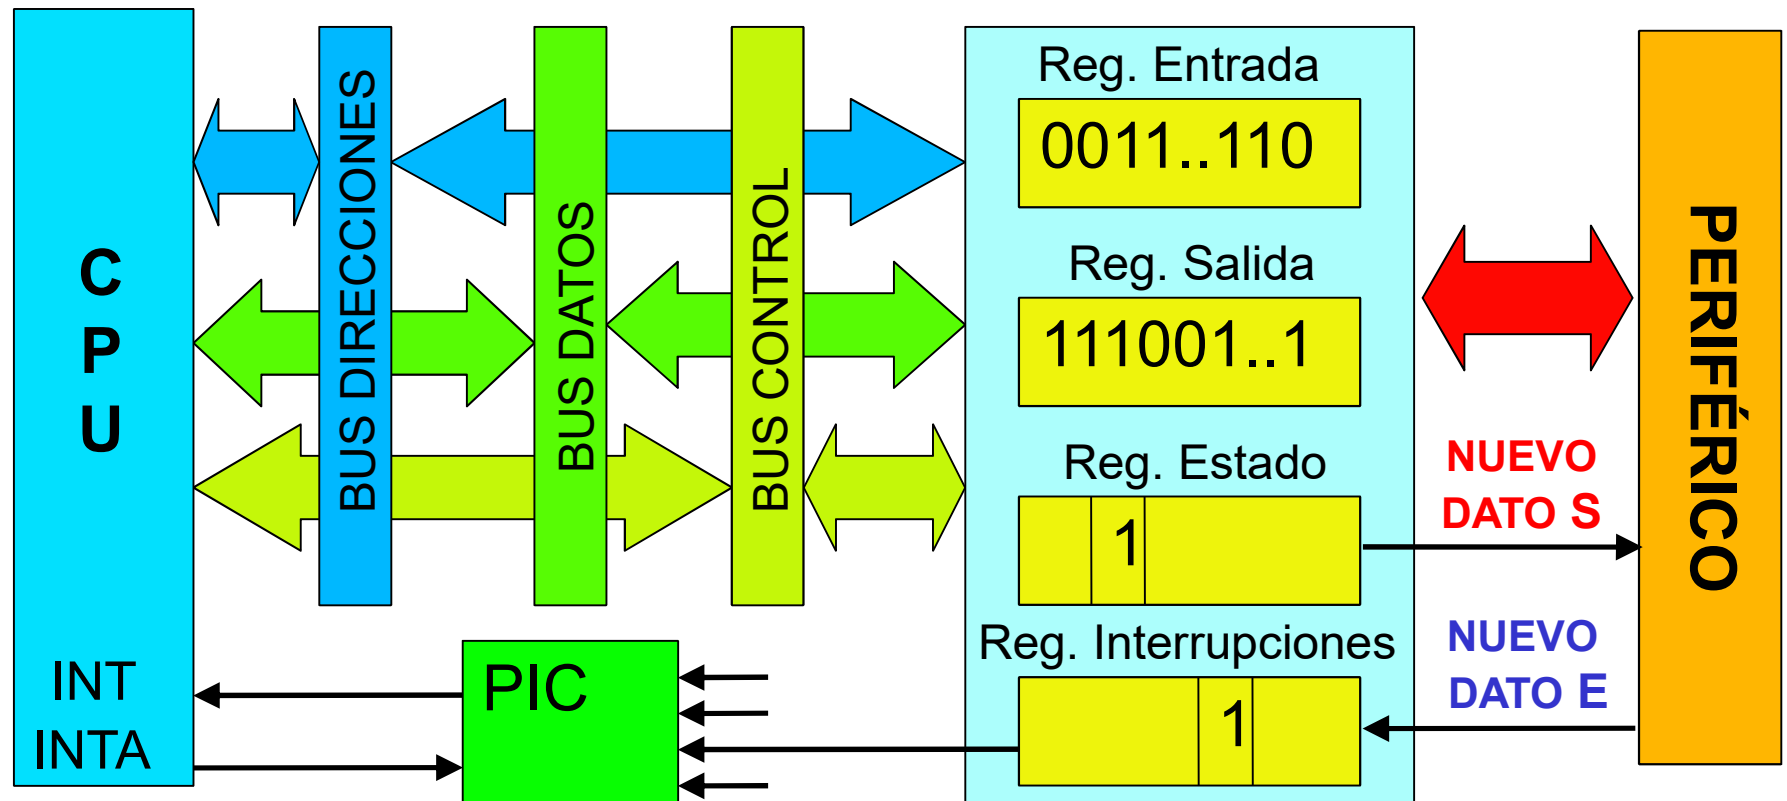 CPU
INT
INTA
BUS DIRECCIONES
BUS DATOS
BUS CONTROL
PIC
Reg. Entrada
0011..110
Reg. Salida
111001..1
Reg. Estado
1
Reg. Interrupciones
1
NUEVO
DATO S
NUEVO
DATO E
PERIFÉRICO